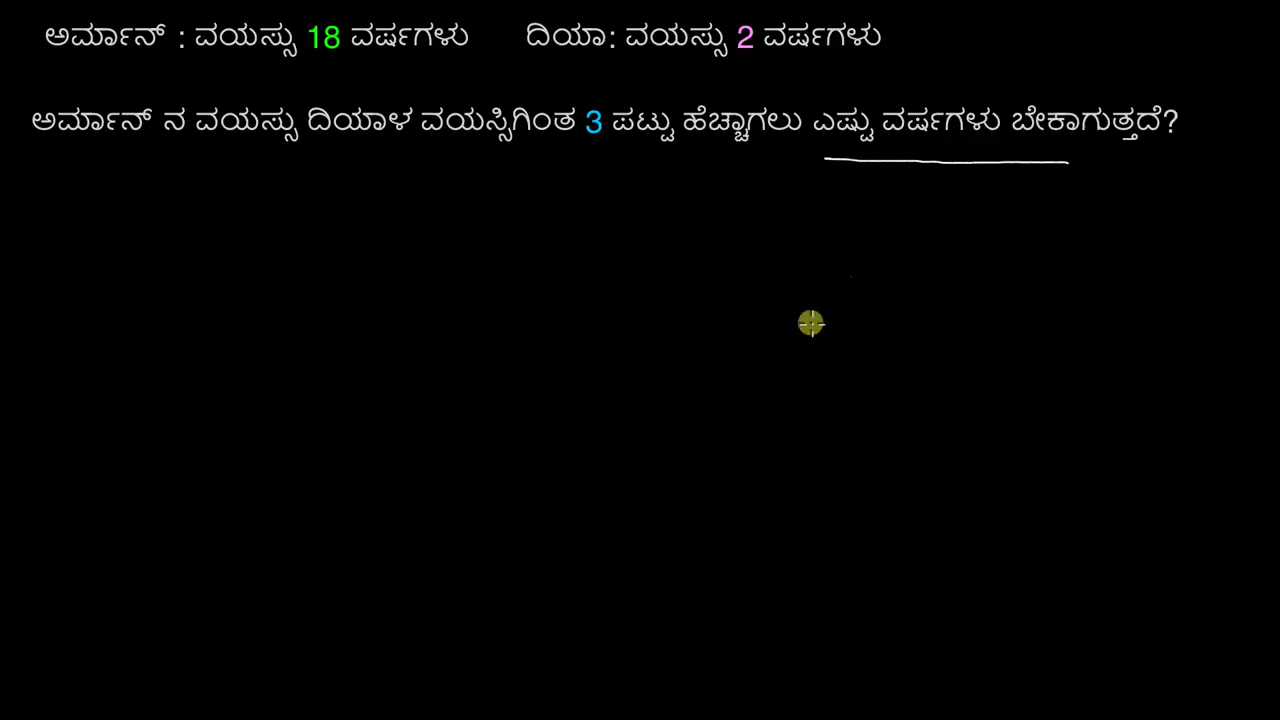 ಅರ್ಮಾನ್ : ವಯಸ್ಸು 18 ವರ್ಷಗಳು ದಿಯಾ: ವಯಸ್ಸು 2 ವರ್ಷಗಳು
ಅರ್ಮಾನ್ ನ ವಯಸ್ಸು ದಿಯಾಳ ವಯಸ್ಸಿಗಿಂತ 3 ಪಟ್ಟು ಹೆಚ್ಚಾಗಲು ಎಷ್ಟು ವರ್ಷಗಳು ಬೇಕಾಗುತ್ತದೆ?